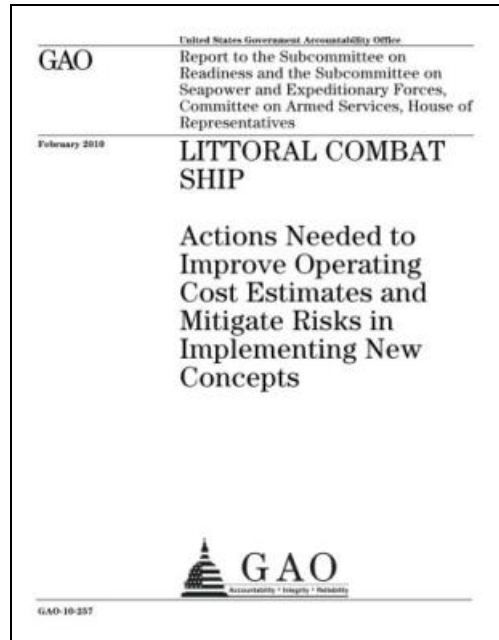 United States Government Accountability Office
GAO
Report to the Subcommittee on
Readiness and the Subcommittee on
Seapower and Expeditionary Forces,
Committee on Armed Services, House of
Representatives
February 2010
LITTORAL COMBAT
SHIP
Actions Needed to
Improve Operating
Cost Estimates and
Mitigate Risks in
Implementing New
Concepts
GAO
Accountability * Integrity * Reliability
GAO-10-257